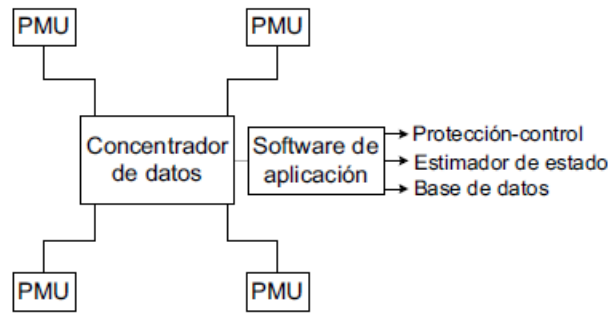 PMU
PMU
Concentrador
de datos
Software de
aplicación
Protección-control
Estimador de estado
Base de datos
PMU
PMU